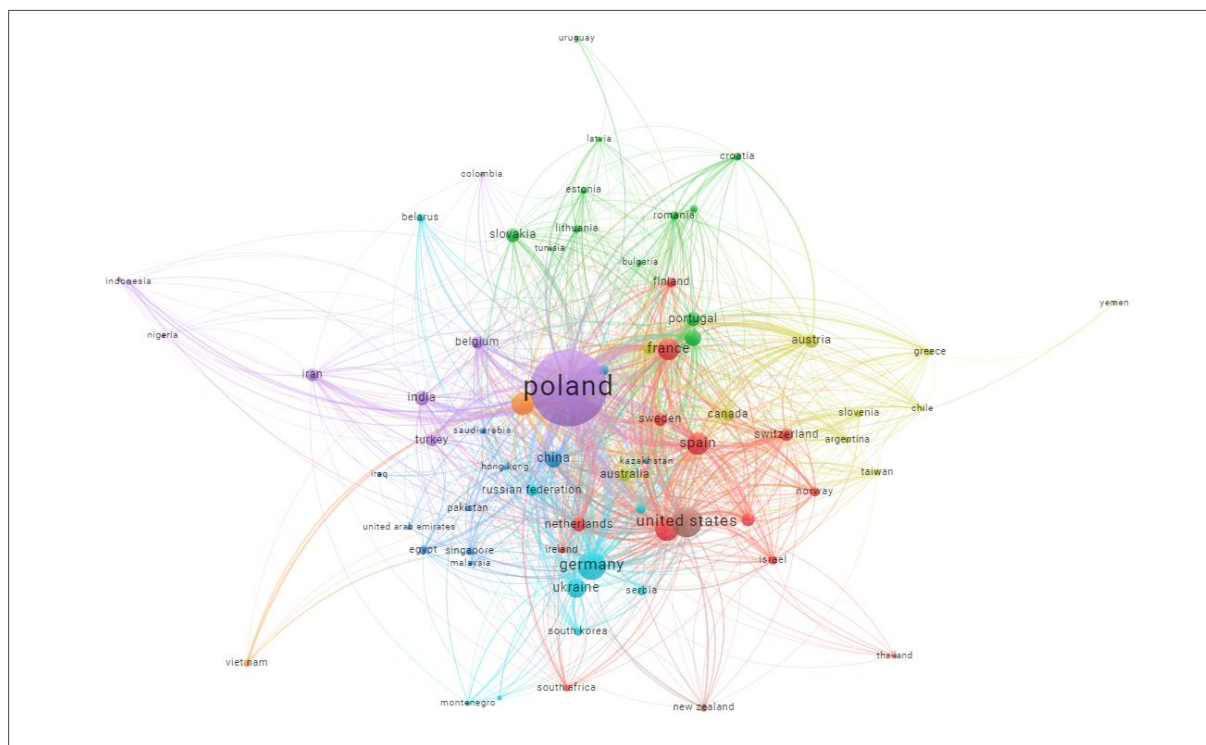 uruguay
latvia
croatia
colombia
estonia
belarus
romania
lithuania
slovakia
tunisia
bulgaria
indonesia
finland
yemen
portugal
nigeria
austria
belgium
france
greece
iran
poland
india
chile
canada
slovenia
sweden
saudi arabia
switzerland
turkey
spain
argentina
china
kazakhstan
hong kong
iraq
australia
taiwan
russian federation
norway
pakistan
netherlands
united states
united arab emirates
egypt
singapore
ireland
malaysia
germany
israel
ukraine
serbia
south korea
thailand
viet nam
south africa
montenegro
new zealand